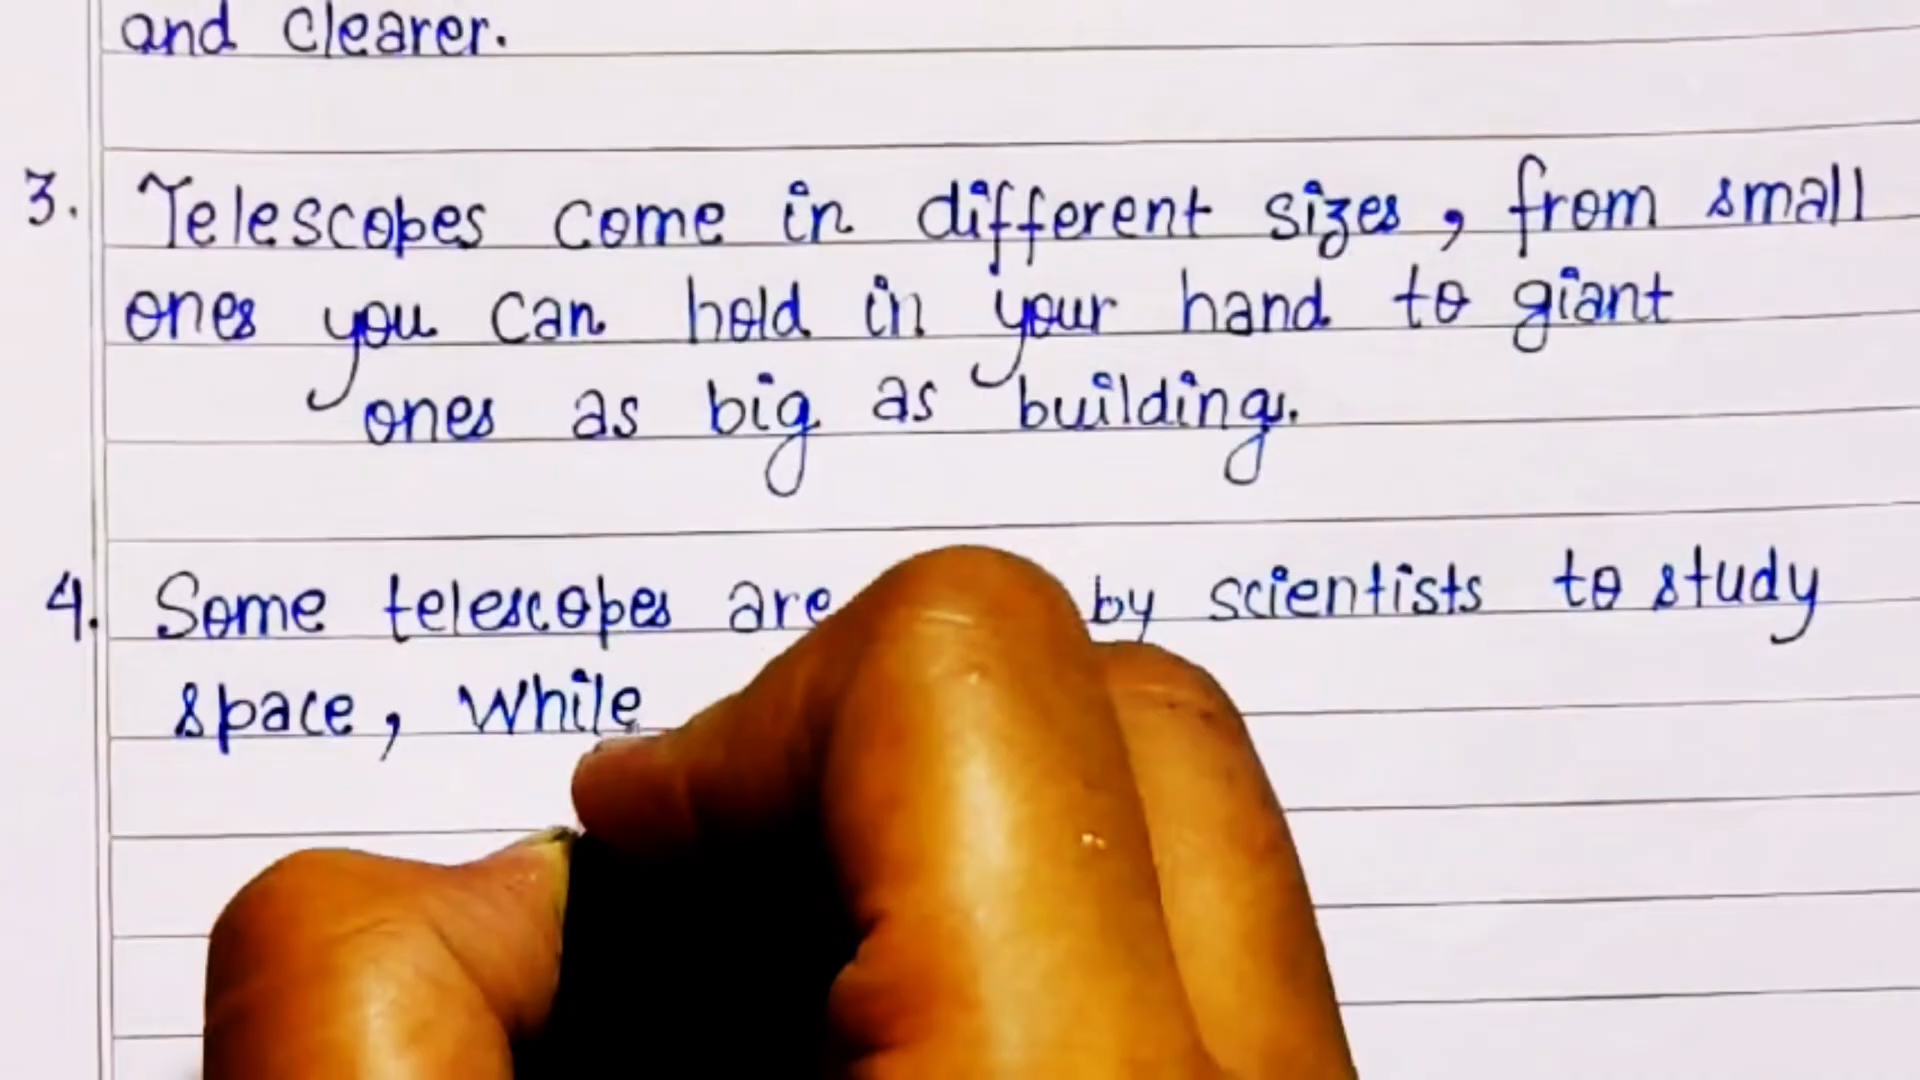 and clearer.
3. Telescopes come in different sizes, from small
ones you can hold in your hand to giant
ones as big as building.
4. Some telescopes are by scientists to study
space, While